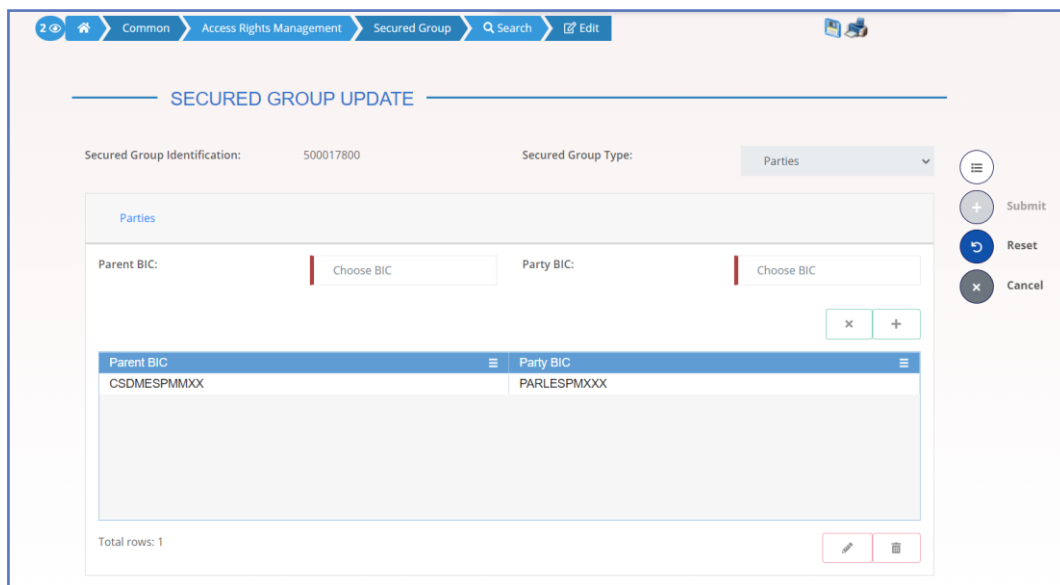 2 Common Access Rights Management Secured Group Search Edit
SECURED GROUP UPDATE
Secured Group Identification: 500017800 Secured Group Type: Parties
Submit
Parties
Reset
Parent BIC: Choose BIC Party BIC: Choose BIC
Cancel
Parent BIC Party BIC
CSDMESPMMXX PARLESPMXXX
Total rows: 1